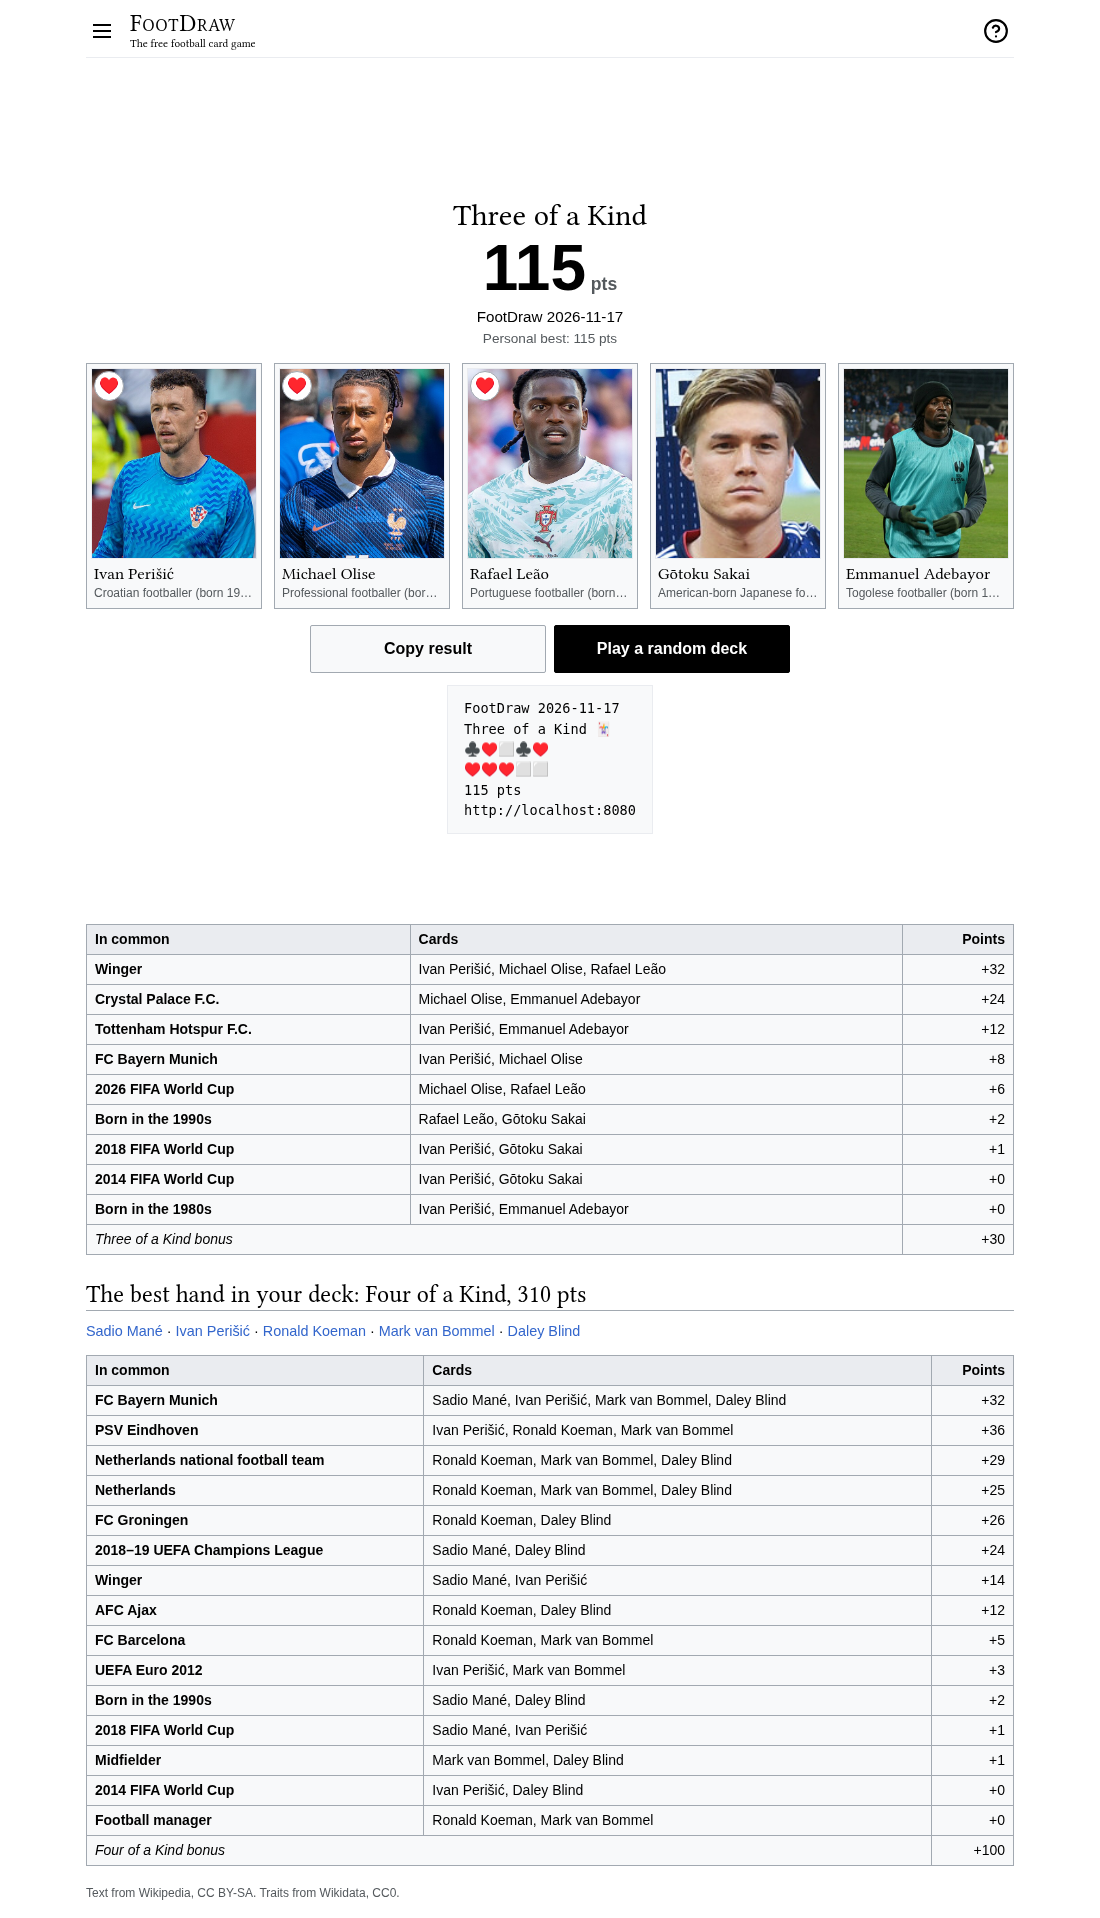 FootDraw
The free football card game
Three of a Kind
115 pts
FootDraw 2026-11-17
Personal best: 115 pts
Ivan Perišić
Croatian footballer (born 19…
Michael Olise
Professional footballer (bor…
Rafael Leão
Portuguese footballer (born…
Gōtoku Sakai
American-born Japanese fo…
Emmanuel Adebayor
Togolese footballer (born 1…
Copy result
Play a random deck
FootDraw 2026-11-17
Three of a Kind 🃏
♣️❤️⬜♣️❤️
❤️❤️❤️⬜⬜
115 pts
http://localhost:8080
In common Cards Points
Winger Ivan Perišić, Michael Olise, Rafael Leão +32
Crystal Palace F.C. Michael Olise, Emmanuel Adebayor +24
Tottenham Hotspur F.C. Ivan Perišić, Emmanuel Adebayor +12
FC Bayern Munich Ivan Perišić, Michael Olise +8
2026 FIFA World Cup Michael Olise, Rafael Leão +6
Born in the 1990s Rafael Leão, Gōtoku Sakai +2
2018 FIFA World Cup Ivan Perišić, Gōtoku Sakai +1
2014 FIFA World Cup Ivan Perišić, Gōtoku Sakai +0
Born in the 1980s Ivan Perišić, Emmanuel Adebayor +0
Three of a Kind bonus +30
The best hand in your deck: Four of a Kind, 310 pts
Sadio Mané · Ivan Perišić · Ronald Koeman · Mark van Bommel · Daley Blind
In common Cards Points
FC Bayern Munich Sadio Mané, Ivan Perišić, Mark van Bommel, Daley Blind +32
PSV Eindhoven Ivan Perišić, Ronald Koeman, Mark van Bommel +36
Netherlands national football team Ronald Koeman, Mark van Bommel, Daley Blind +29
Netherlands Ronald Koeman, Mark van Bommel, Daley Blind +25
FC Groningen Ronald Koeman, Daley Blind +26
2018–19 UEFA Champions League Sadio Mané, Daley Blind +24
Winger Sadio Mané, Ivan Perišić +14
AFC Ajax Ronald Koeman, Daley Blind +12
FC Barcelona Ronald Koeman, Mark van Bommel +5
UEFA Euro 2012 Ivan Perišić, Mark van Bommel +3
Born in the 1990s Sadio Mané, Daley Blind +2
2018 FIFA World Cup Sadio Mané, Ivan Perišić +1
Midfielder Mark van Bommel, Daley Blind +1
2014 FIFA World Cup Ivan Perišić, Daley Blind +0
Football manager Ronald Koeman, Mark van Bommel +0
Four of a Kind bonus +100
Text from Wikipedia, CC BY-SA. Traits from Wikidata, CC0.